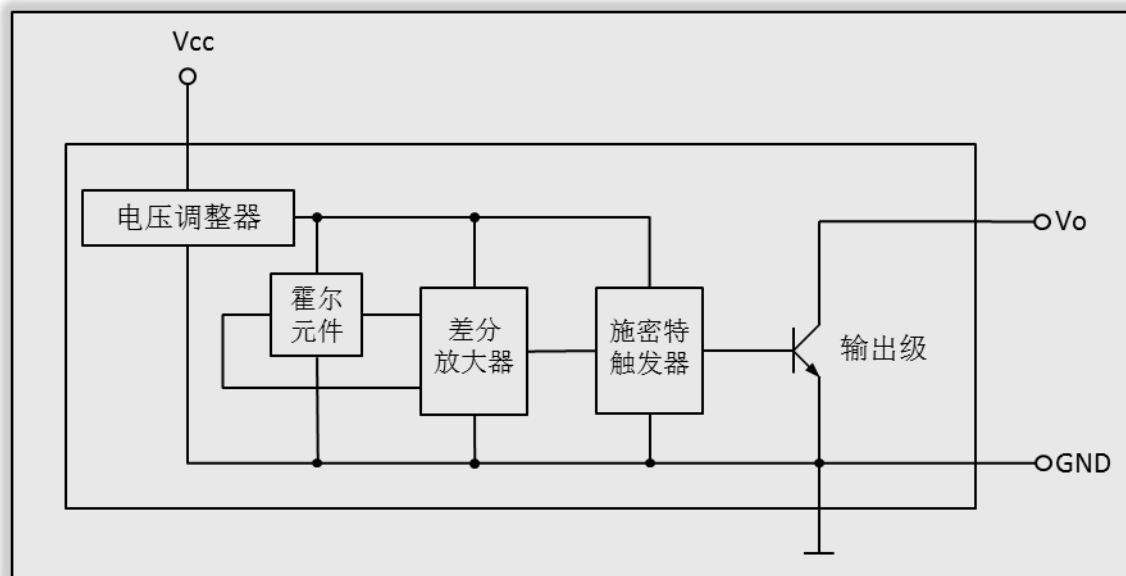 Vcc
电压调整器
Vo
霍尔
元件
差分
放大器
施密特
触发器
输出级
GND